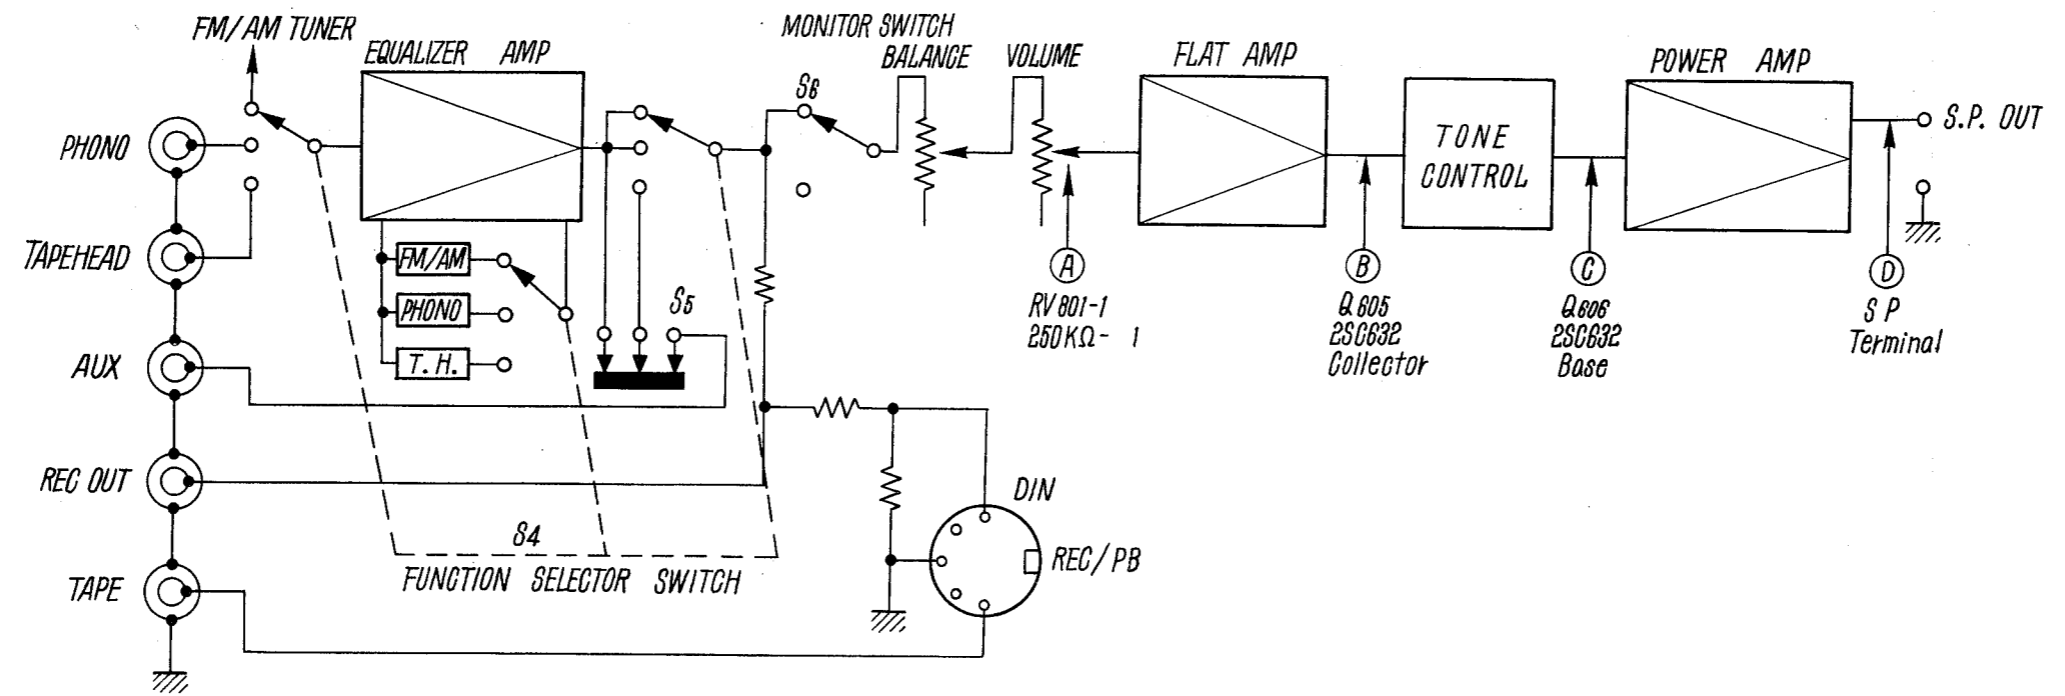 FM/AM TUNER
EQUALIZER AMP
MONITOR SWITCH
BALANCE
VOLUME
FLAT AMP
POWER AMP
S6
PHONO
S.P. OUT
TONE
CONTROL
TAPEHEAD
FM/AM
PHONO
T. H.
S5
A
RV801-1
250KΩ- 1
B
Q605
2SC632
Collector
C
Q606
2SC632
Base
D
S P
Terminal
AUX
REC OUT
DIN
S4
REC/PB
FUNCTION SELECTOR SWITCH
TAPE